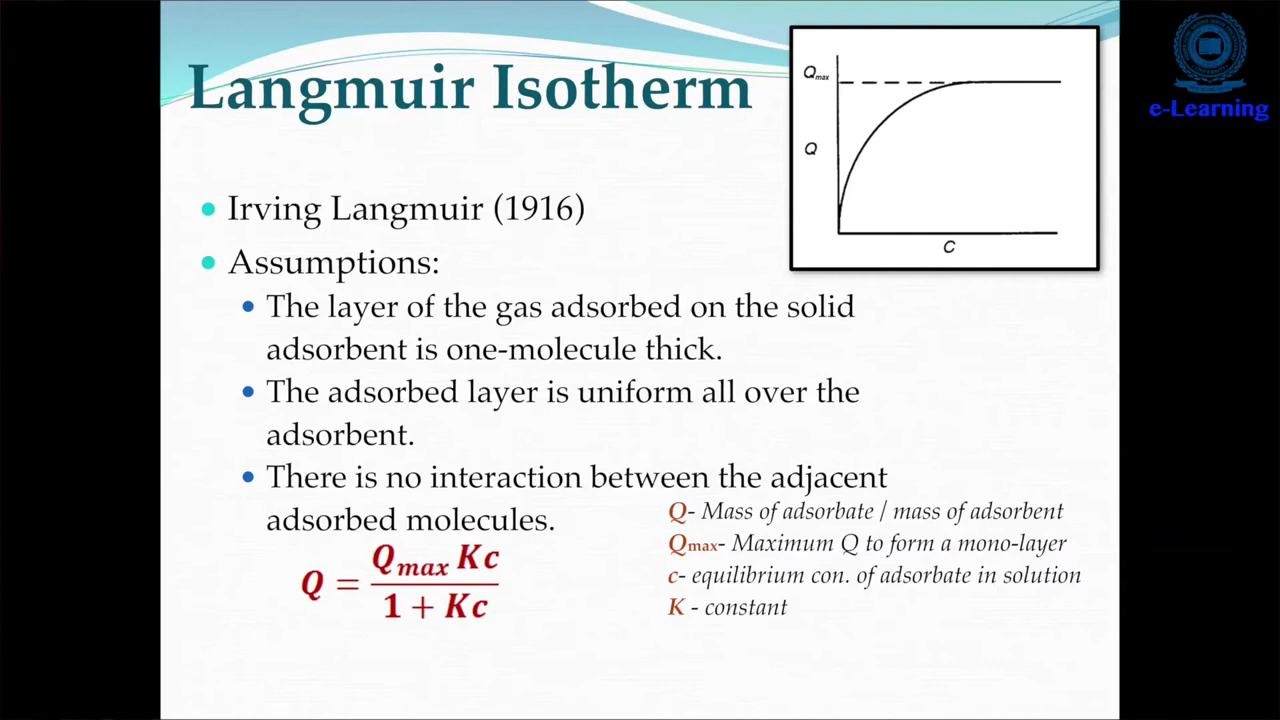 Langmuir Isotherm
Q max
Q
C
e-Learning
• Irving Langmuir (1916)
• Assumptions:
• The layer of the gas adsorbed on the solid
adsorbent is one-molecule thick.
• The adsorbed layer is uniform all over the
adsorbent.
• There is no interaction between the adjacent
adsorbed molecules.
Q = Qmax Kc / 1 + Kc
Q- Mass of adsorbate / mass of adsorbent
Qmax- Maximum Q to form a mono-layer
c- equilibrium con. of adsorbate in solution
K - constant